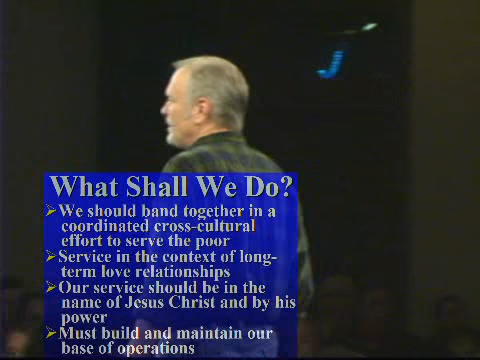 What Shall We Do?
We should band together in a
coordinated cross-cultural
effort to serve the poor
Service in the context of long-
term love relationships
Our service should be in the
name of Jesus Christ and by his
power
Must build and maintain our
base of operations